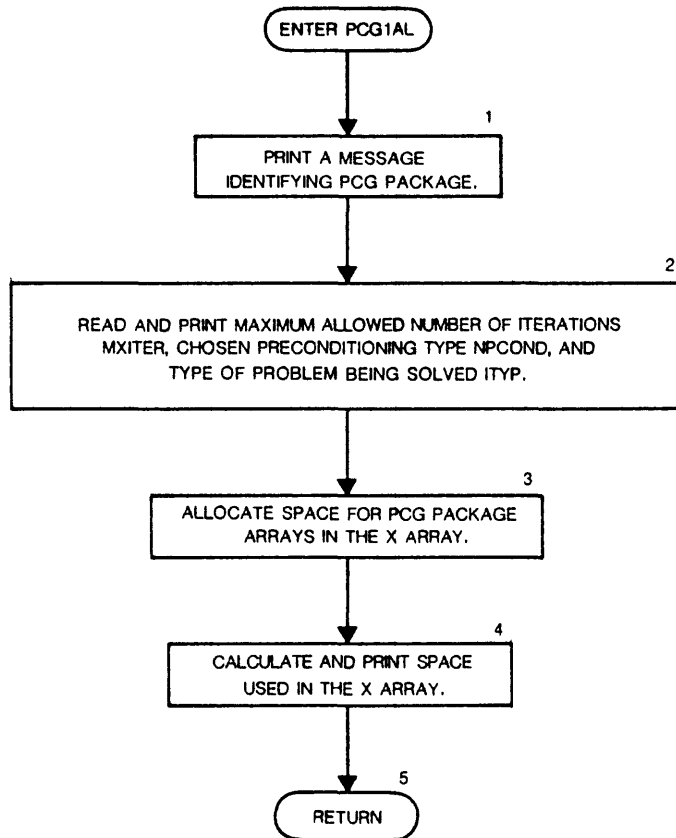 ENTER PCG1AL
1
PRINT A MESSAGE
IDENTIFYING PCG PACKAGE.
2
READ AND PRINT MAXIMUM ALLOWED NUMBER OF ITERATIONS
MXITER, CHOSEN PRECONDITIONING TYPE NPCOND, AND
TYPE OF PROBLEM BEING SOLVED ITYP.
3
ALLOCATE SPACE FOR PCG PACKAGE
ARRAYS IN THE X ARRAY.
4
CALCULATE AND PRINT SPACE
USED IN THE X ARRAY.
5
RETURN